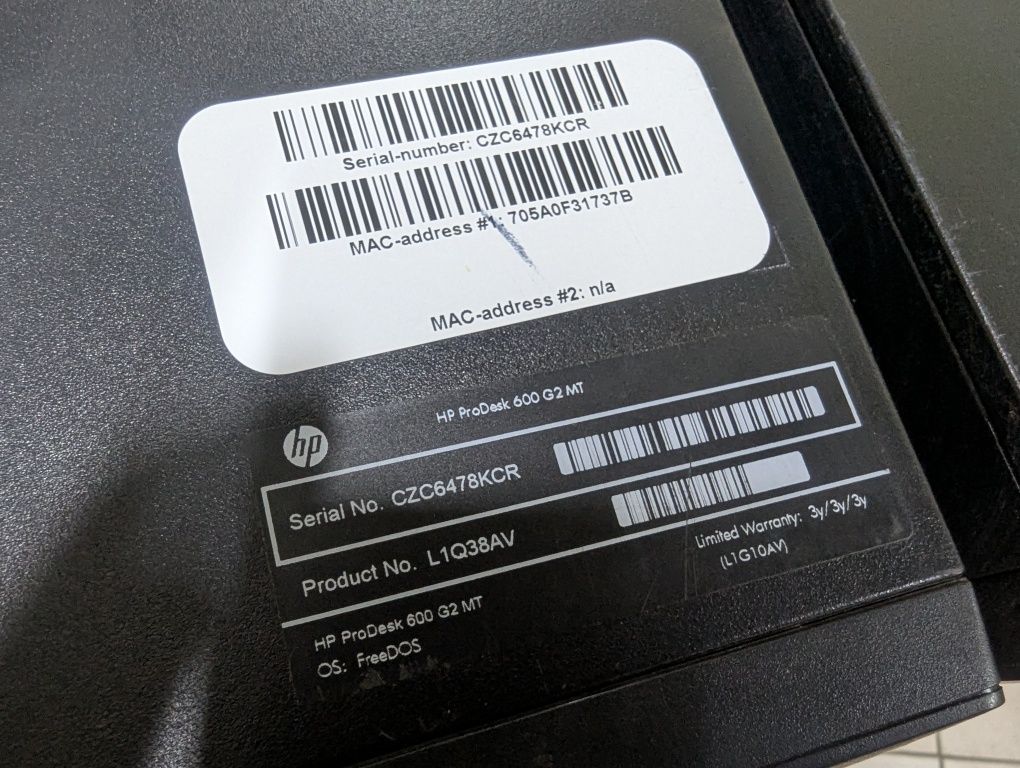 Serial-number: CZC6478KCR
MAC-address #1: 705A0F31737B
MAC-address #2: n/a
hp
HP ProDesk 600 G2 MT
Serial No. CZC6478KCR
Product No. L1Q38AV
Limited Warranty: 3y/3y/3y
(L1G10AV)
HP ProDesk 600 G2 MT
OS: FreeDOS